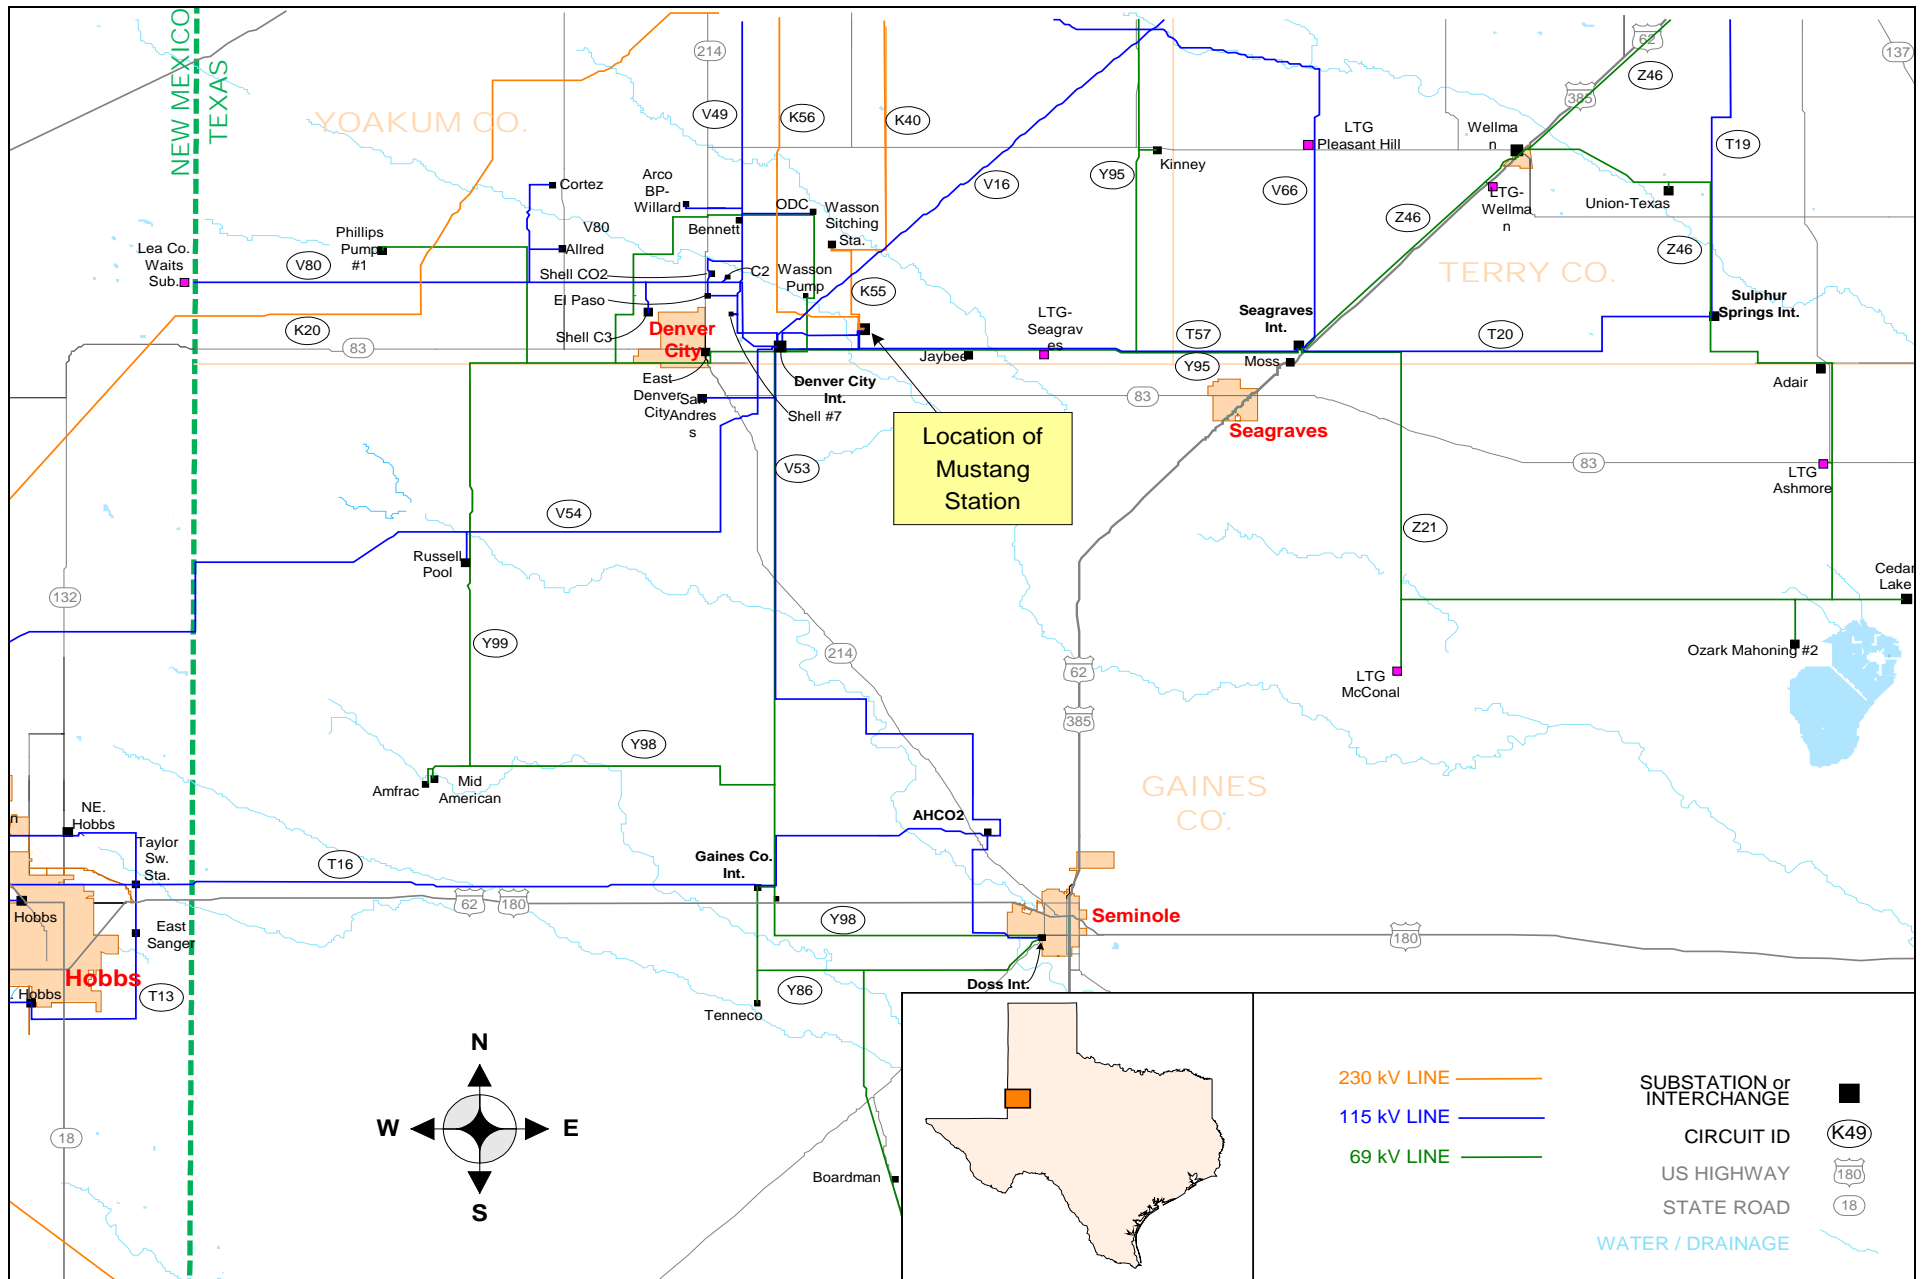 NEW MEXICO
TEXAS
YOAKUM CO.
214
V49
K56
K40
V16
Y95
Kinney
LTG
Pleasant Hill
V66
Wellma
n
62
Z46
385
137
T19
Cortez
Arco
BP-
Willard
V80
Allred
Bennett
ODC
Wasson
Sitching
Sta.
LTG-
Wellma
n
Union-Texas
Z46
Z46
TERRY CO.
Phillips
Pump
#1
Lea Co.
Waits
Sub.
V80
Shell CO2
C2
Wasson
Pump
El Paso
K55
K20
Shell C3
Denver
City
83
LTG-
Seagrav
es
Jaybee
T57
Y95
Seagraves
Int.
Moss
T20
Sulphur
Springs Int.
Adair
East
Denver
City
San
Andres
s
Denver City
Int.
Shell #7
83
Seagraves
83
LTG
Ashmore
Location of
Mustang
Station
V53
V54
Russell
Pool
Z21
Cedar
Lake
132
Y99
214
62
385
LTG
McConal
Ozark Mahoning #2
Y98
Amfrac
Mid
American
GAINES
CO.
n
NE.
Hobbs
Taylor
Sw.
Sta.
T16
AHCO2
Gaines Co.
Int.
62
180
Hobbs
East
Sanger
Y98
Seminole
180
Hobbs
Hobbs
T13
Y86
Tenneco
Doss Int.
N
W
E
S
18
Boardman
230 kV LINE
115 kV LINE
69 kV LINE
SUBSTATION or
INTERCHANGE
CIRCUIT ID
K49
US HIGHWAY
180
STATE ROAD
18
WATER / DRAINAGE